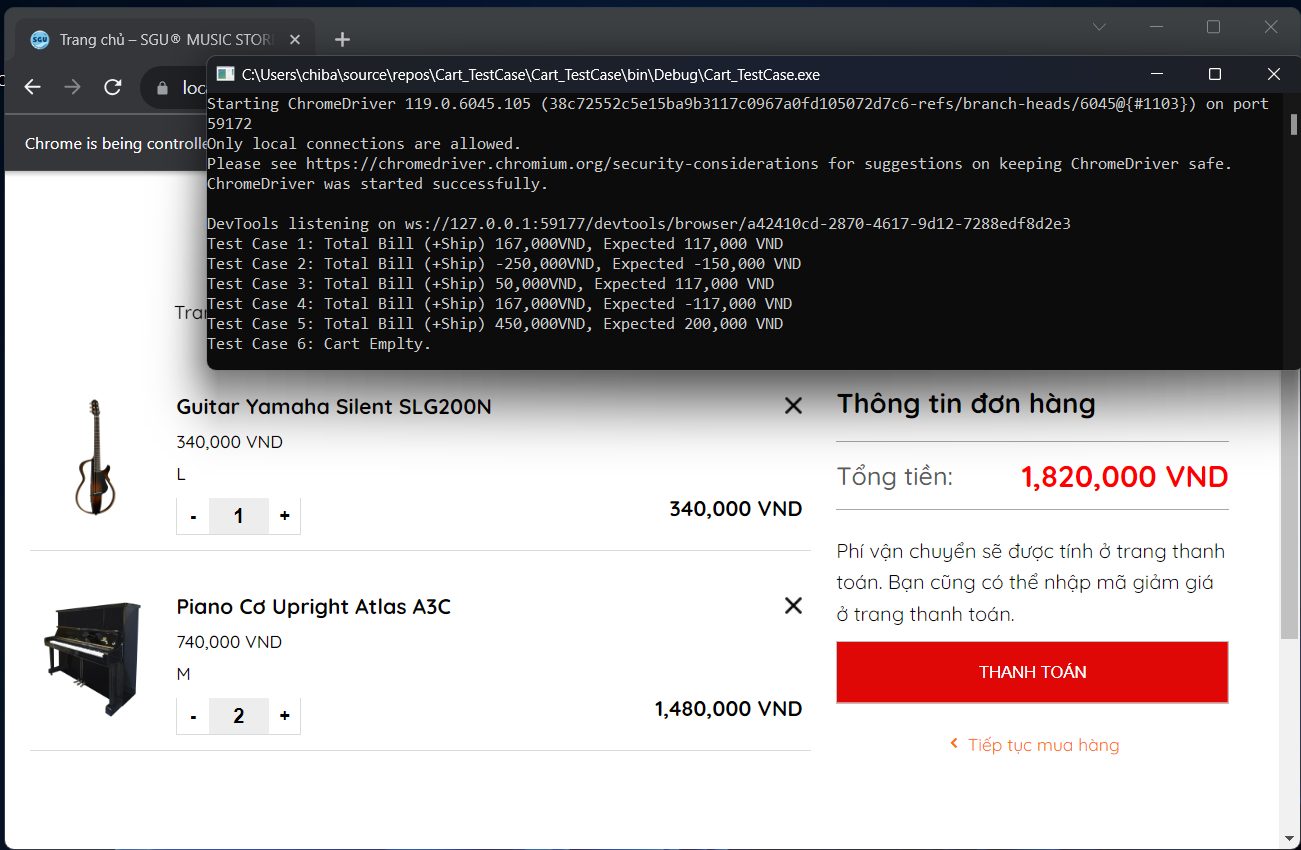 SGU Trang chủ – SGU® MUSIC STOR
C:\Users\chiba\source\repos\Cart_TestCase\Cart_TestCase\bin\Debug\Cart_TestCase.exe
loc
Chrome is being controlle
Starting ChromeDriver 119.0.6045.105 (38c72552c5e15ba9b3117c0967a0fd105072d7c6-refs/branch-heads/6045@{#1103}) on port
59172
Only local connections are allowed.
Please see https://chromedriver.chromium.org/security-considerations for suggestions on keeping ChromeDriver safe.
ChromeDriver was started successfully.
DevTools listening on ws://127.0.0.1:59177/devtools/browser/a42410cd-2870-4617-9d12-7288edf8d2e3
Test Case 1: Total Bill (+Ship) 167,000VND, Expected 117,000 VND
Test Case 2: Total Bill (+Ship) -250,000VND, Expected -150,000 VND
Test Case 3: Total Bill (+Ship) 50,000VND, Expected 117,000 VND
Test Case 4: Total Bill (+Ship) 167,000VND, Expected -117,000 VND
Test Case 5: Total Bill (+Ship) 450,000VND, Expected 200,000 VND
Test Case 6: Cart Emplty.
Tran
Guitar Yamaha Silent SLG200N
340,000 VND
L
- 1 +
340,000 VND
Piano Cơ Upright Atlas A3C
740,000 VND
M
- 2 +
1,480,000 VND
Thông tin đơn hàng
Tổng tiền: 1,820,000 VND
Phí vận chuyển sẽ được tính ở trang thanh
toán. Bạn cũng có thể nhập mã giảm giá
ở trang thanh toán.
THANH TOÁN
Tiếp tục mua hàng